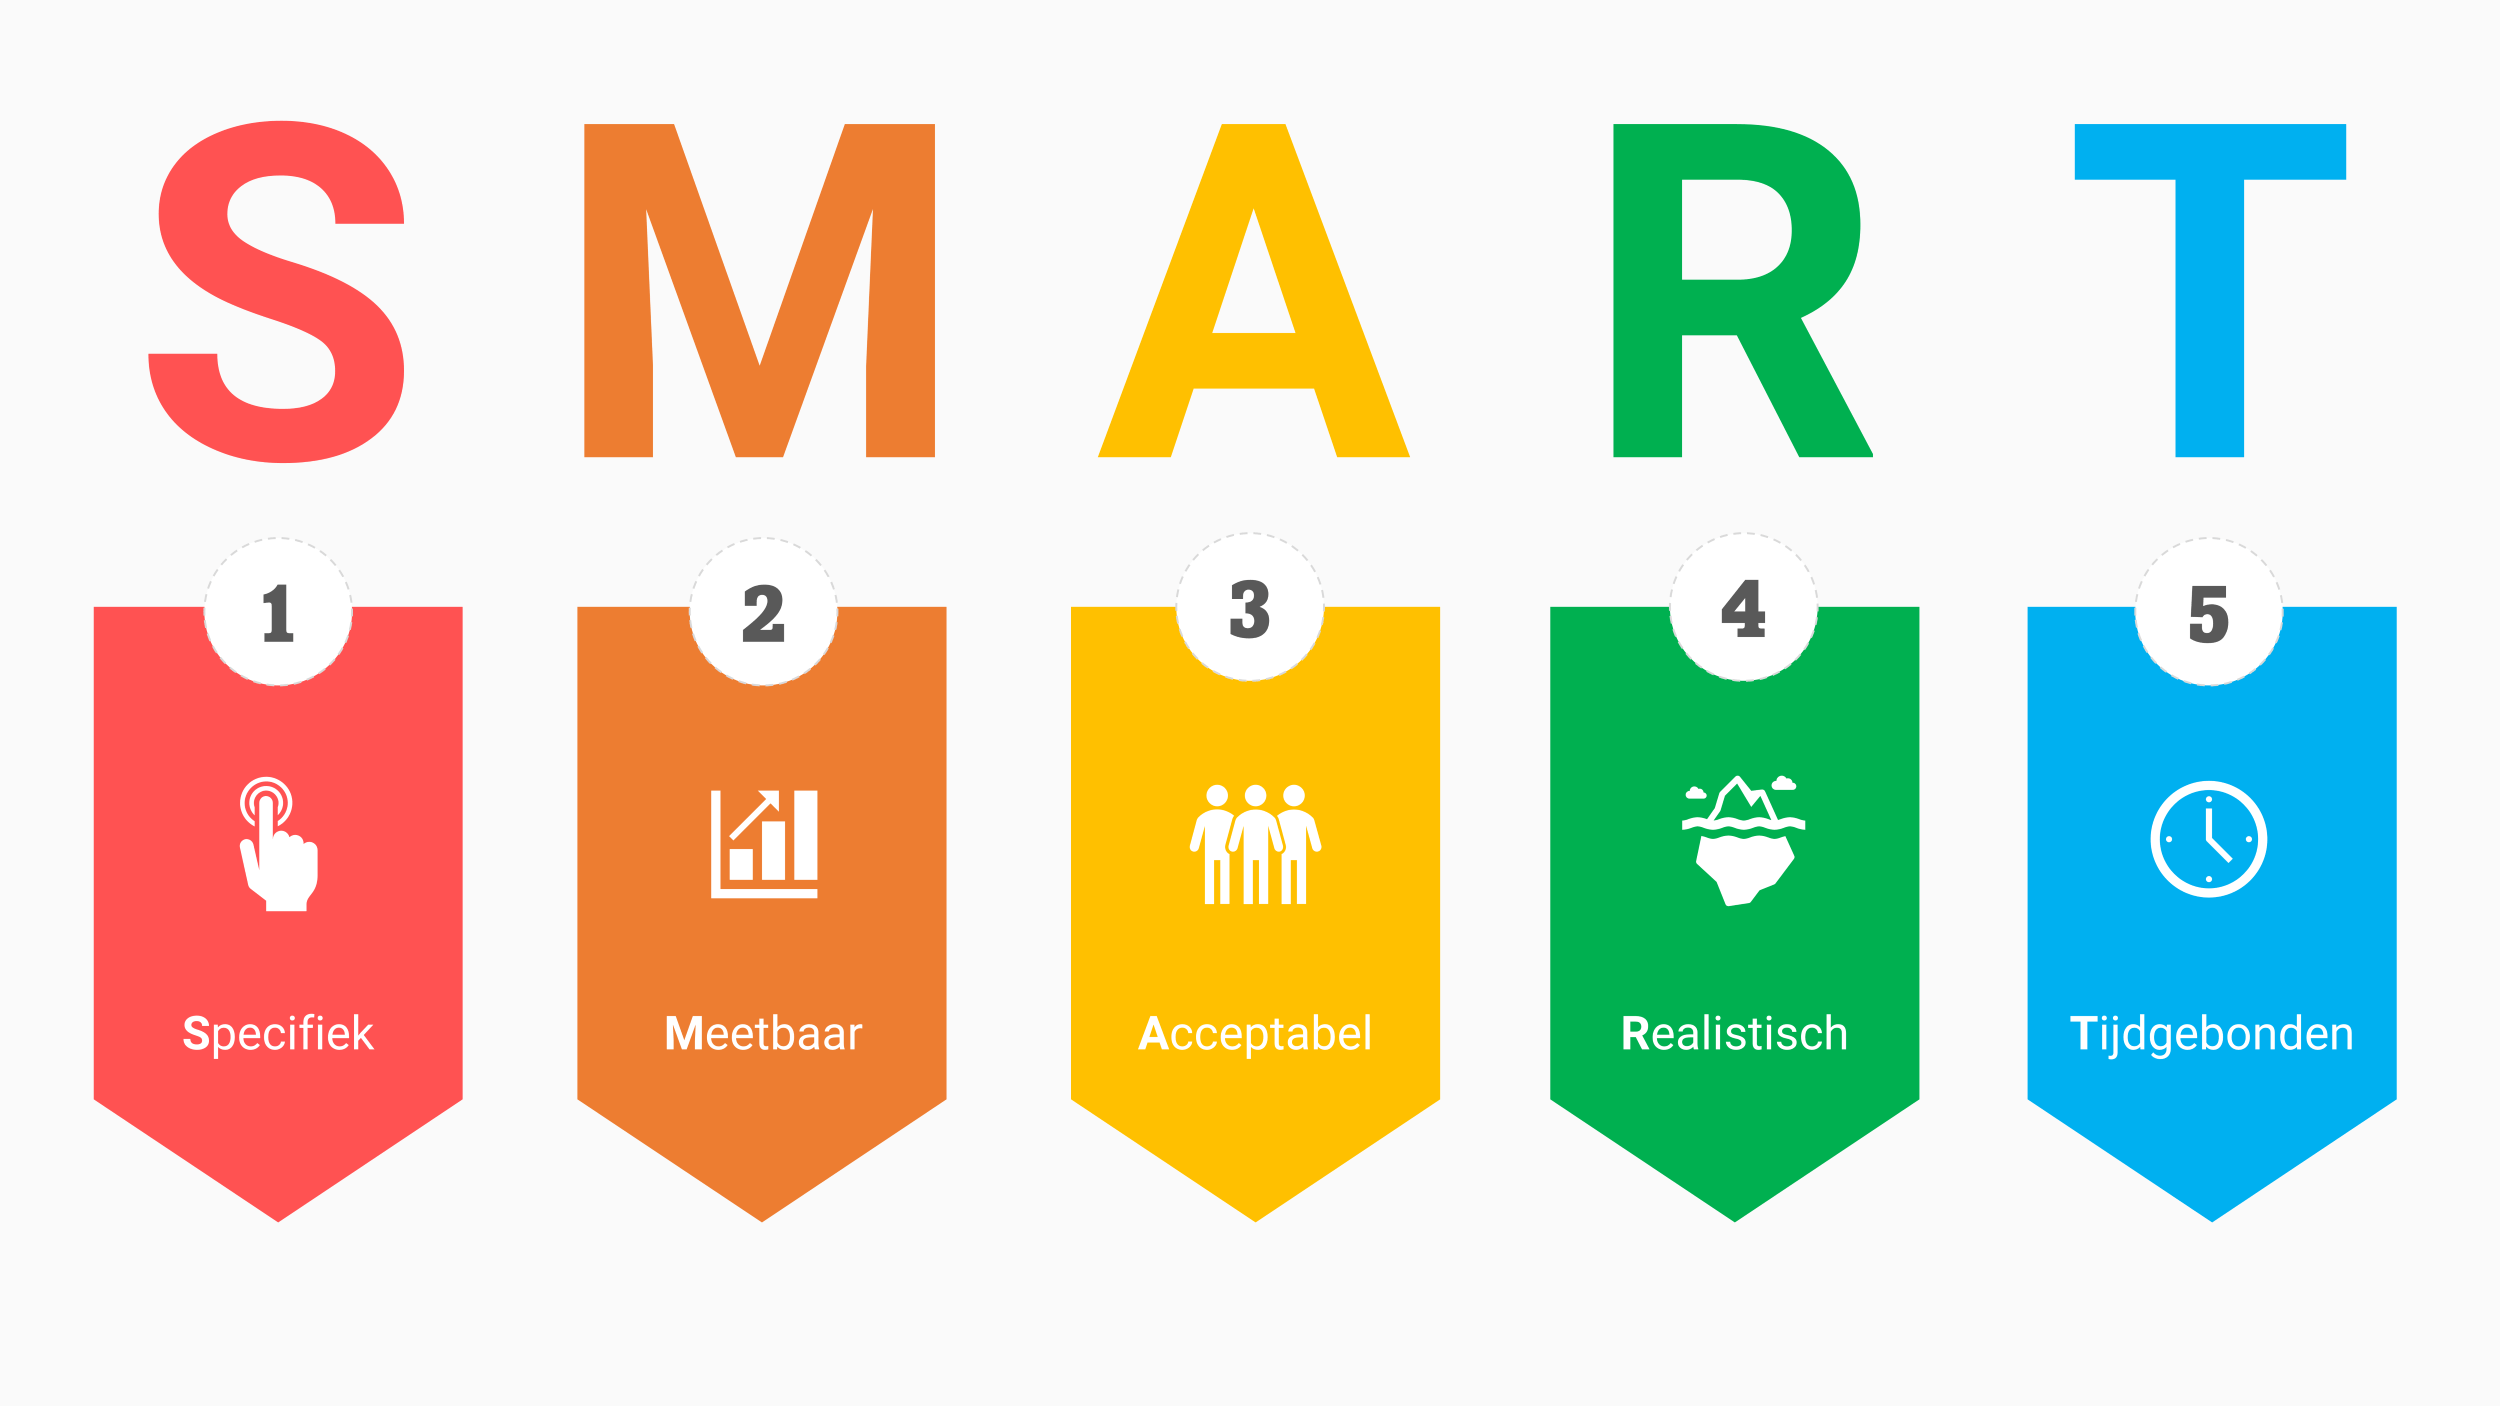 S M A R T
1 2 3 4 5
Specifiek Meetbaar Acceptabel Realistisch Tijdgebonden